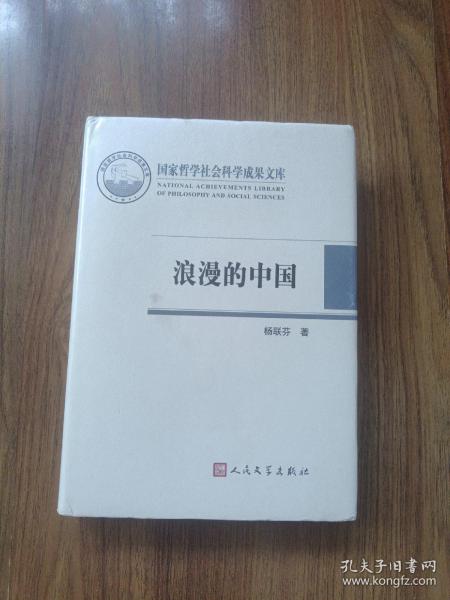 国家哲学社会科学成果文库
NATIONAL ACHIEVEMENTS LIBRARY
OF PHILOSOPHY AND SOCIAL SCIENCES
浪漫的中国
杨联芬 著
人民文学出版社
孔夫子旧书网
www.kongfz.com